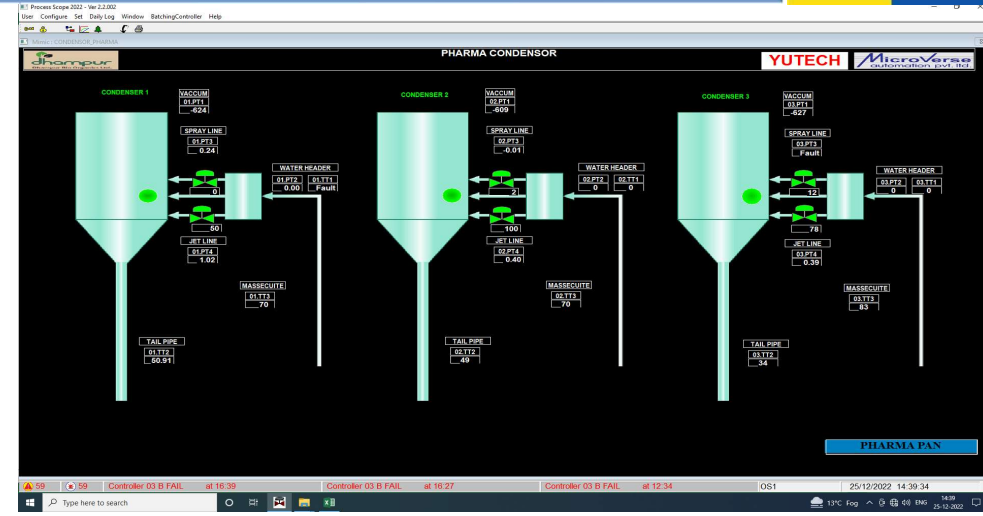 Process Scope 2022 - Ver 2.2.002
User Configure Set Daily Log Window BatchingController Help
Mimic : CONDENSOR_PHARMA
dhampur
PHARMA CONDENSOR
YUTECH
MicroVerse
automation pvt. ltd.
CONDENSER 1
VACCUM
01.PT1
-624
SPRAY LINE
01.PT3
0.24
WATER HEADER
01.PT2 01.TT1
0.00 Fault
0
50
JET LINE
01.PT4
1.02
MASSECUITE
01.TT3
70
TAIL PIPE
01.TT2
50.91
CONDENSER 2
VACCUM
02.PT1
-609
SPRAY LINE
02.PT3
-0.01
WATER HEADER
02.PT2 02.TT1
0 0
2
100
JET LINE
02.PT4
0.40
MASSECUITE
02.TT3
70
TAIL PIPE
02.TT2
49
CONDENSER 3
VACCUM
03.PT1
-627
SPRAY LINE
03.PT3
Fault
WATER HEADER
03.PT2 03.TT1
0 0
12
78
JET LINE
03.PT4
0.39
MASSECUITE
03.TT3
83
TAIL PIPE
03.TT2
34
PHARMA PAN
59 59 Controller 03 B FAIL at 16:39 Controller 03 B FAIL at 16:27 Controller 03 B FAIL at 12:34 OS1 25/12/2022 14:39:34
Type here to search
13°C Fog ENG 14:39
25-12-2022